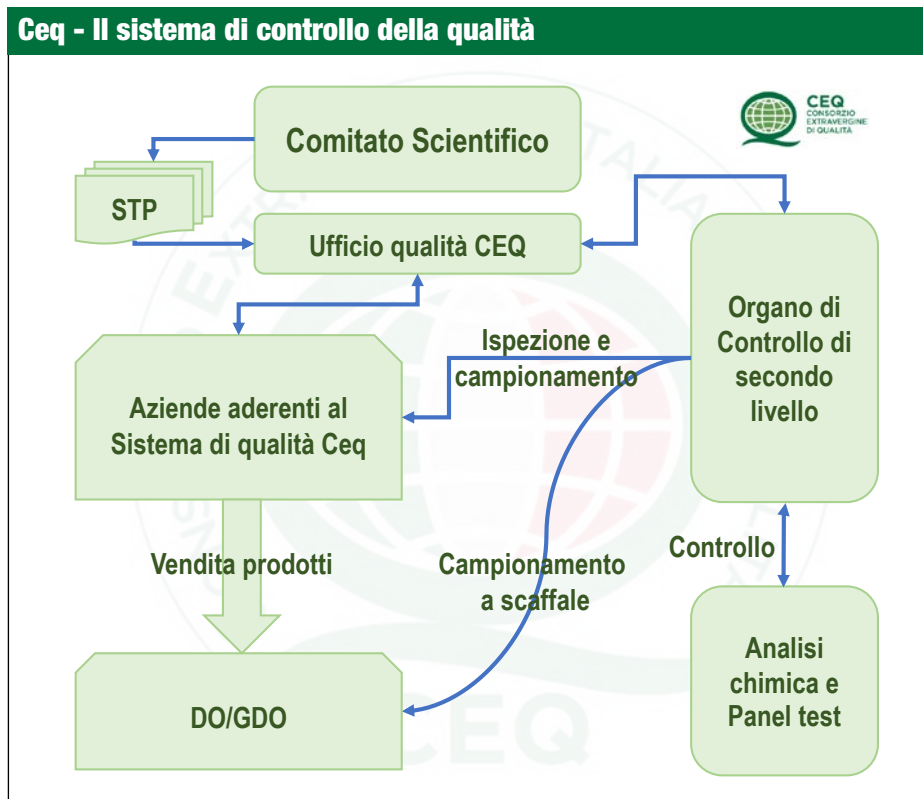 Ceq - Il sistema di controllo della qualità
CEQ
CONSORZIO
EXTRAVERGINE
DI QUALITÀ
Comitato Scientifico
STP
Ufficio qualità CEQ
Organo di
Controllo di
secondo
livello
Ispezione e
campionamento
Aziende aderenti al
Sistema di qualità Ceq
Vendita prodotti
Campionamento
a scaffale
Controllo
DO/GDO
Analisi
chimica e
Panel test
CEQ